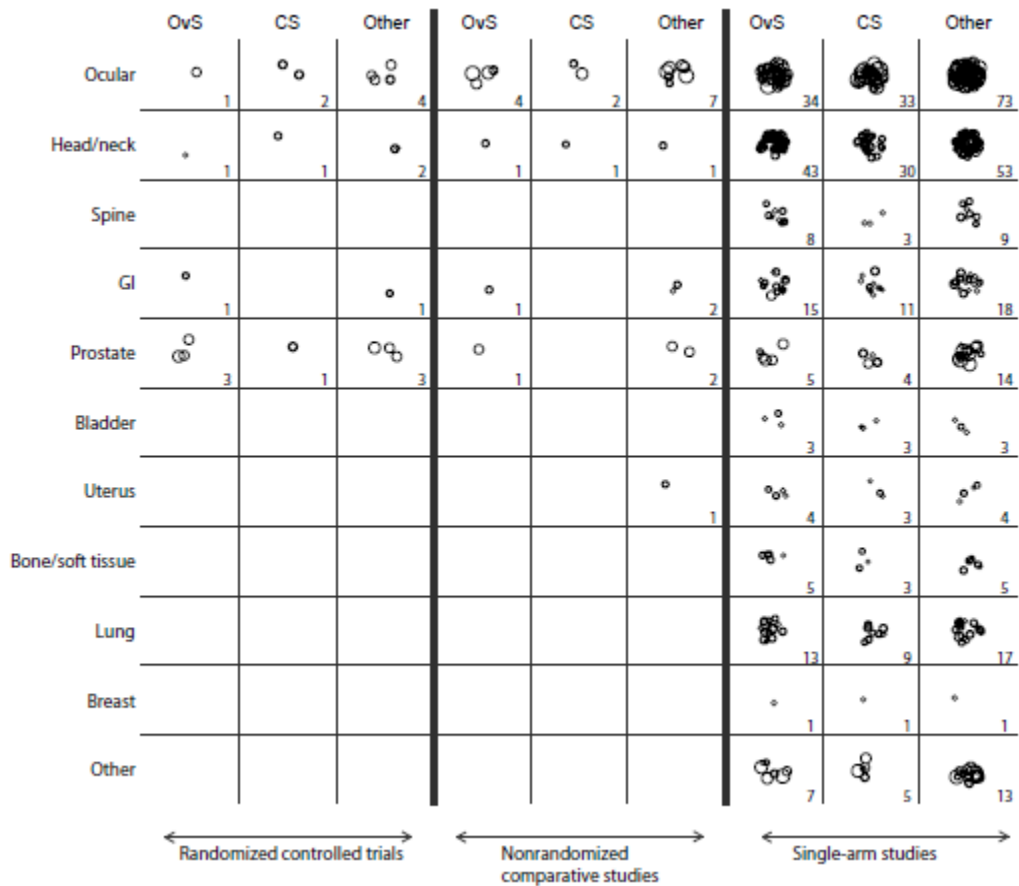 OvS CS Other OvS CS Other OvS CS Other
Ocular 1 2 4 4 2 7 34 33 73
Head/neck 1 1 2 1 1 1 43 30 53
Spine 8 3 9
GI 1 1 1 2 15 11 18
Prostate 3 1 3 1 2 5 4 14
Bladder 3 3 3
Uterus 1 4 3 4
Bone/soft tissue 5 3 5
Lung 13 9 17
Breast 1 1 1
Other 7 5 13
Randomized controlled trials Nonrandomized Single-arm studies
comparative studies